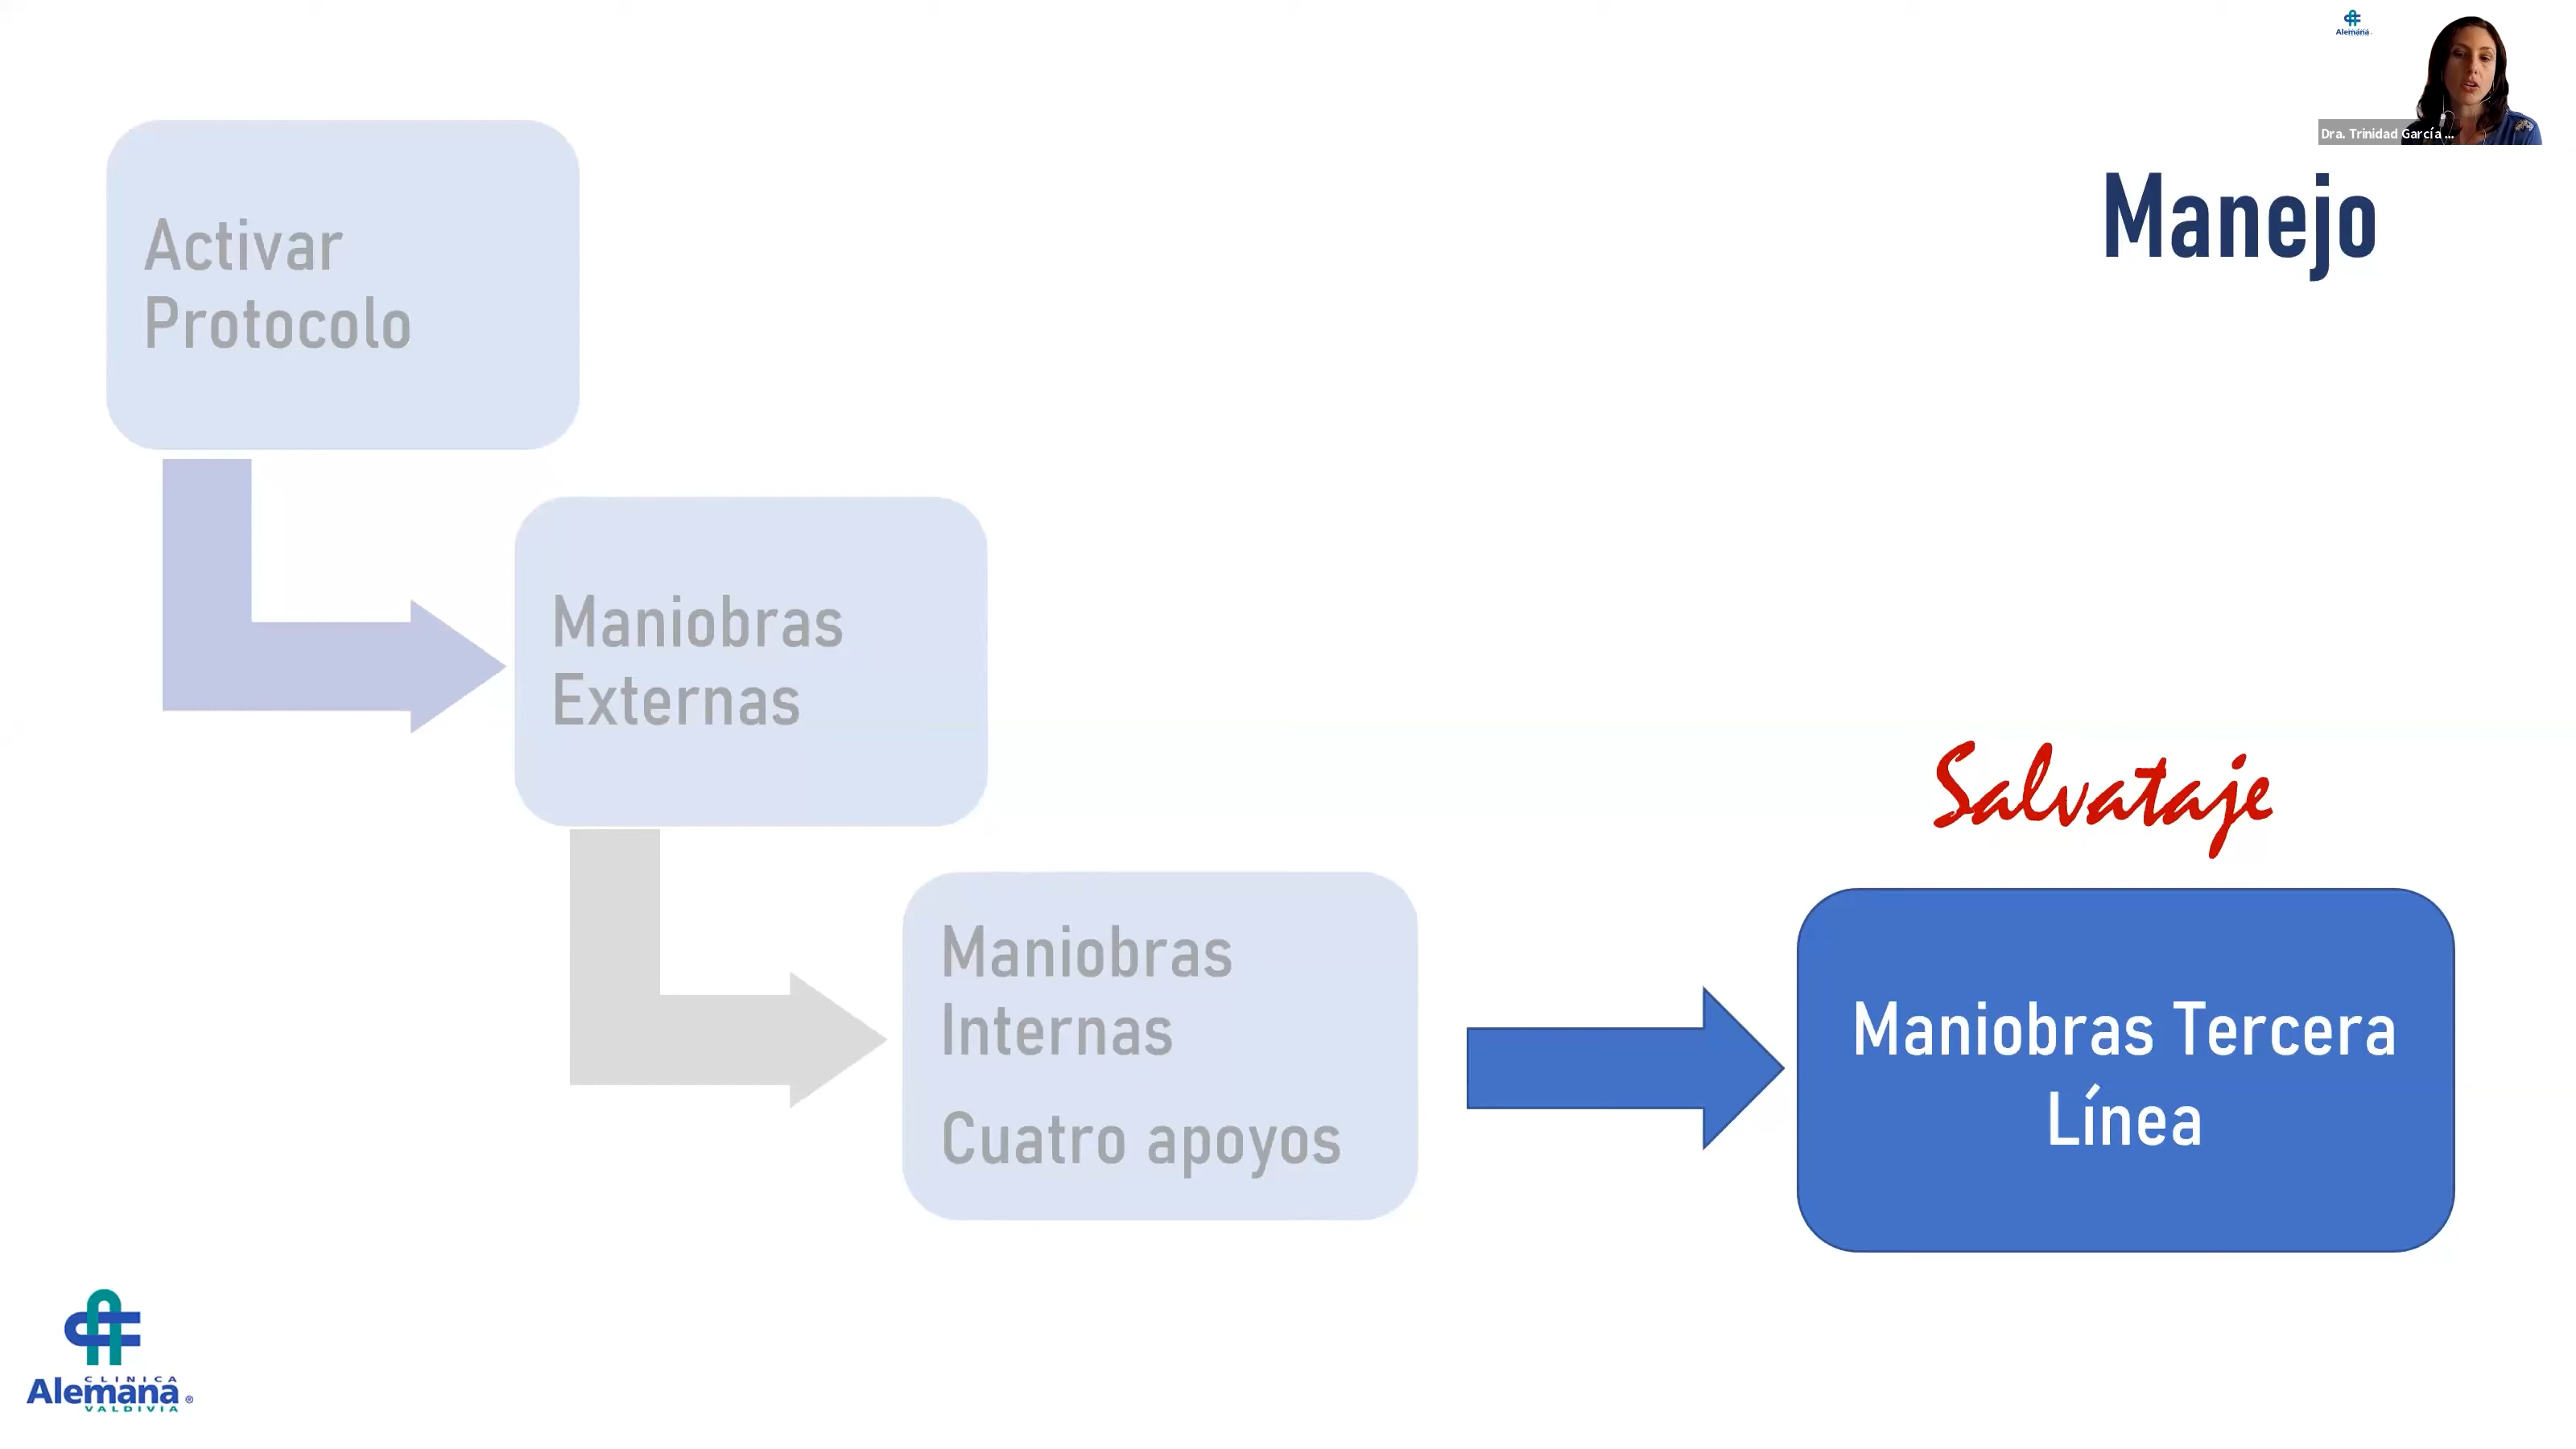 Alemana
Dra. Trinidad García ...
Manejo
Activar
Protocolo
Maniobras
Externas
Salvataje
Maniobras
Internas
Cuatro apoyos
Maniobras Tercera
Línea
CLINICA
Alemana ®
VALDIVIA